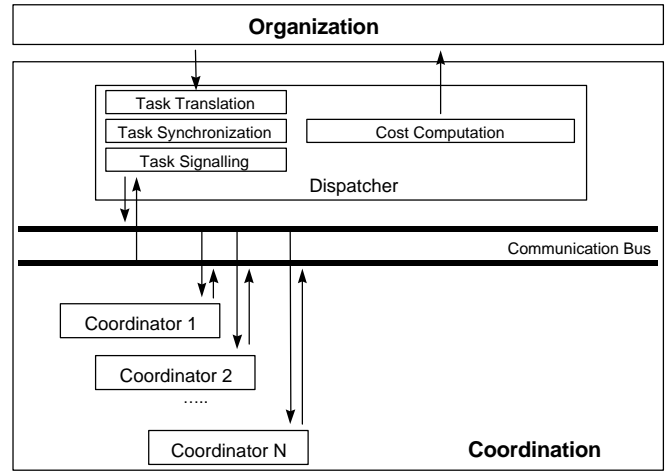 Organization
Task Translation
Task Synchronization
Cost Computation
Task Signalling
Dispatcher
Communication Bus
Coordinator 1
Coordinator 2
.....
Coordinator N
Coordination